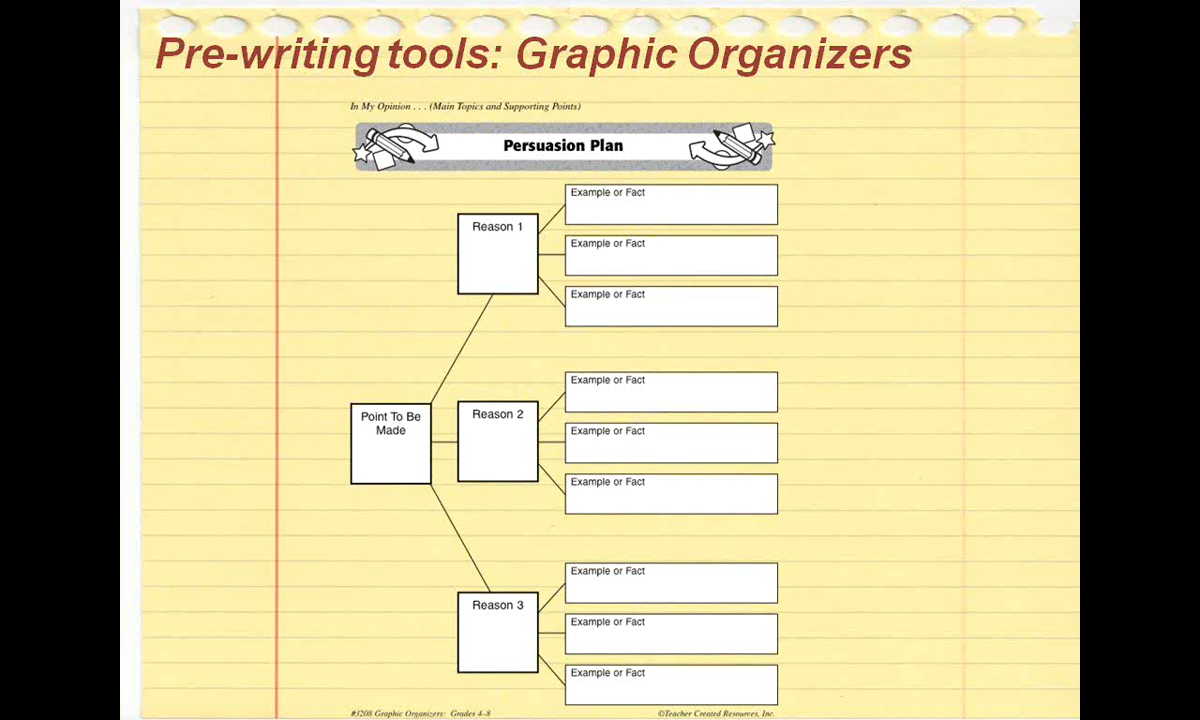 Pre-writing tools: Graphic Organizers
In My Opinion . . . (Main Topics and Supporting Points)
Persuasion Plan
Reason 1
Example or Fact
Example or Fact
Example or Fact
Point To Be
Made
Reason 2
Example or Fact
Example or Fact
Example or Fact
Reason 3
Example or Fact
Example or Fact
Example or Fact
#3208 Graphic Organizers: Grades 4–8
©Teacher Created Resources, Inc.